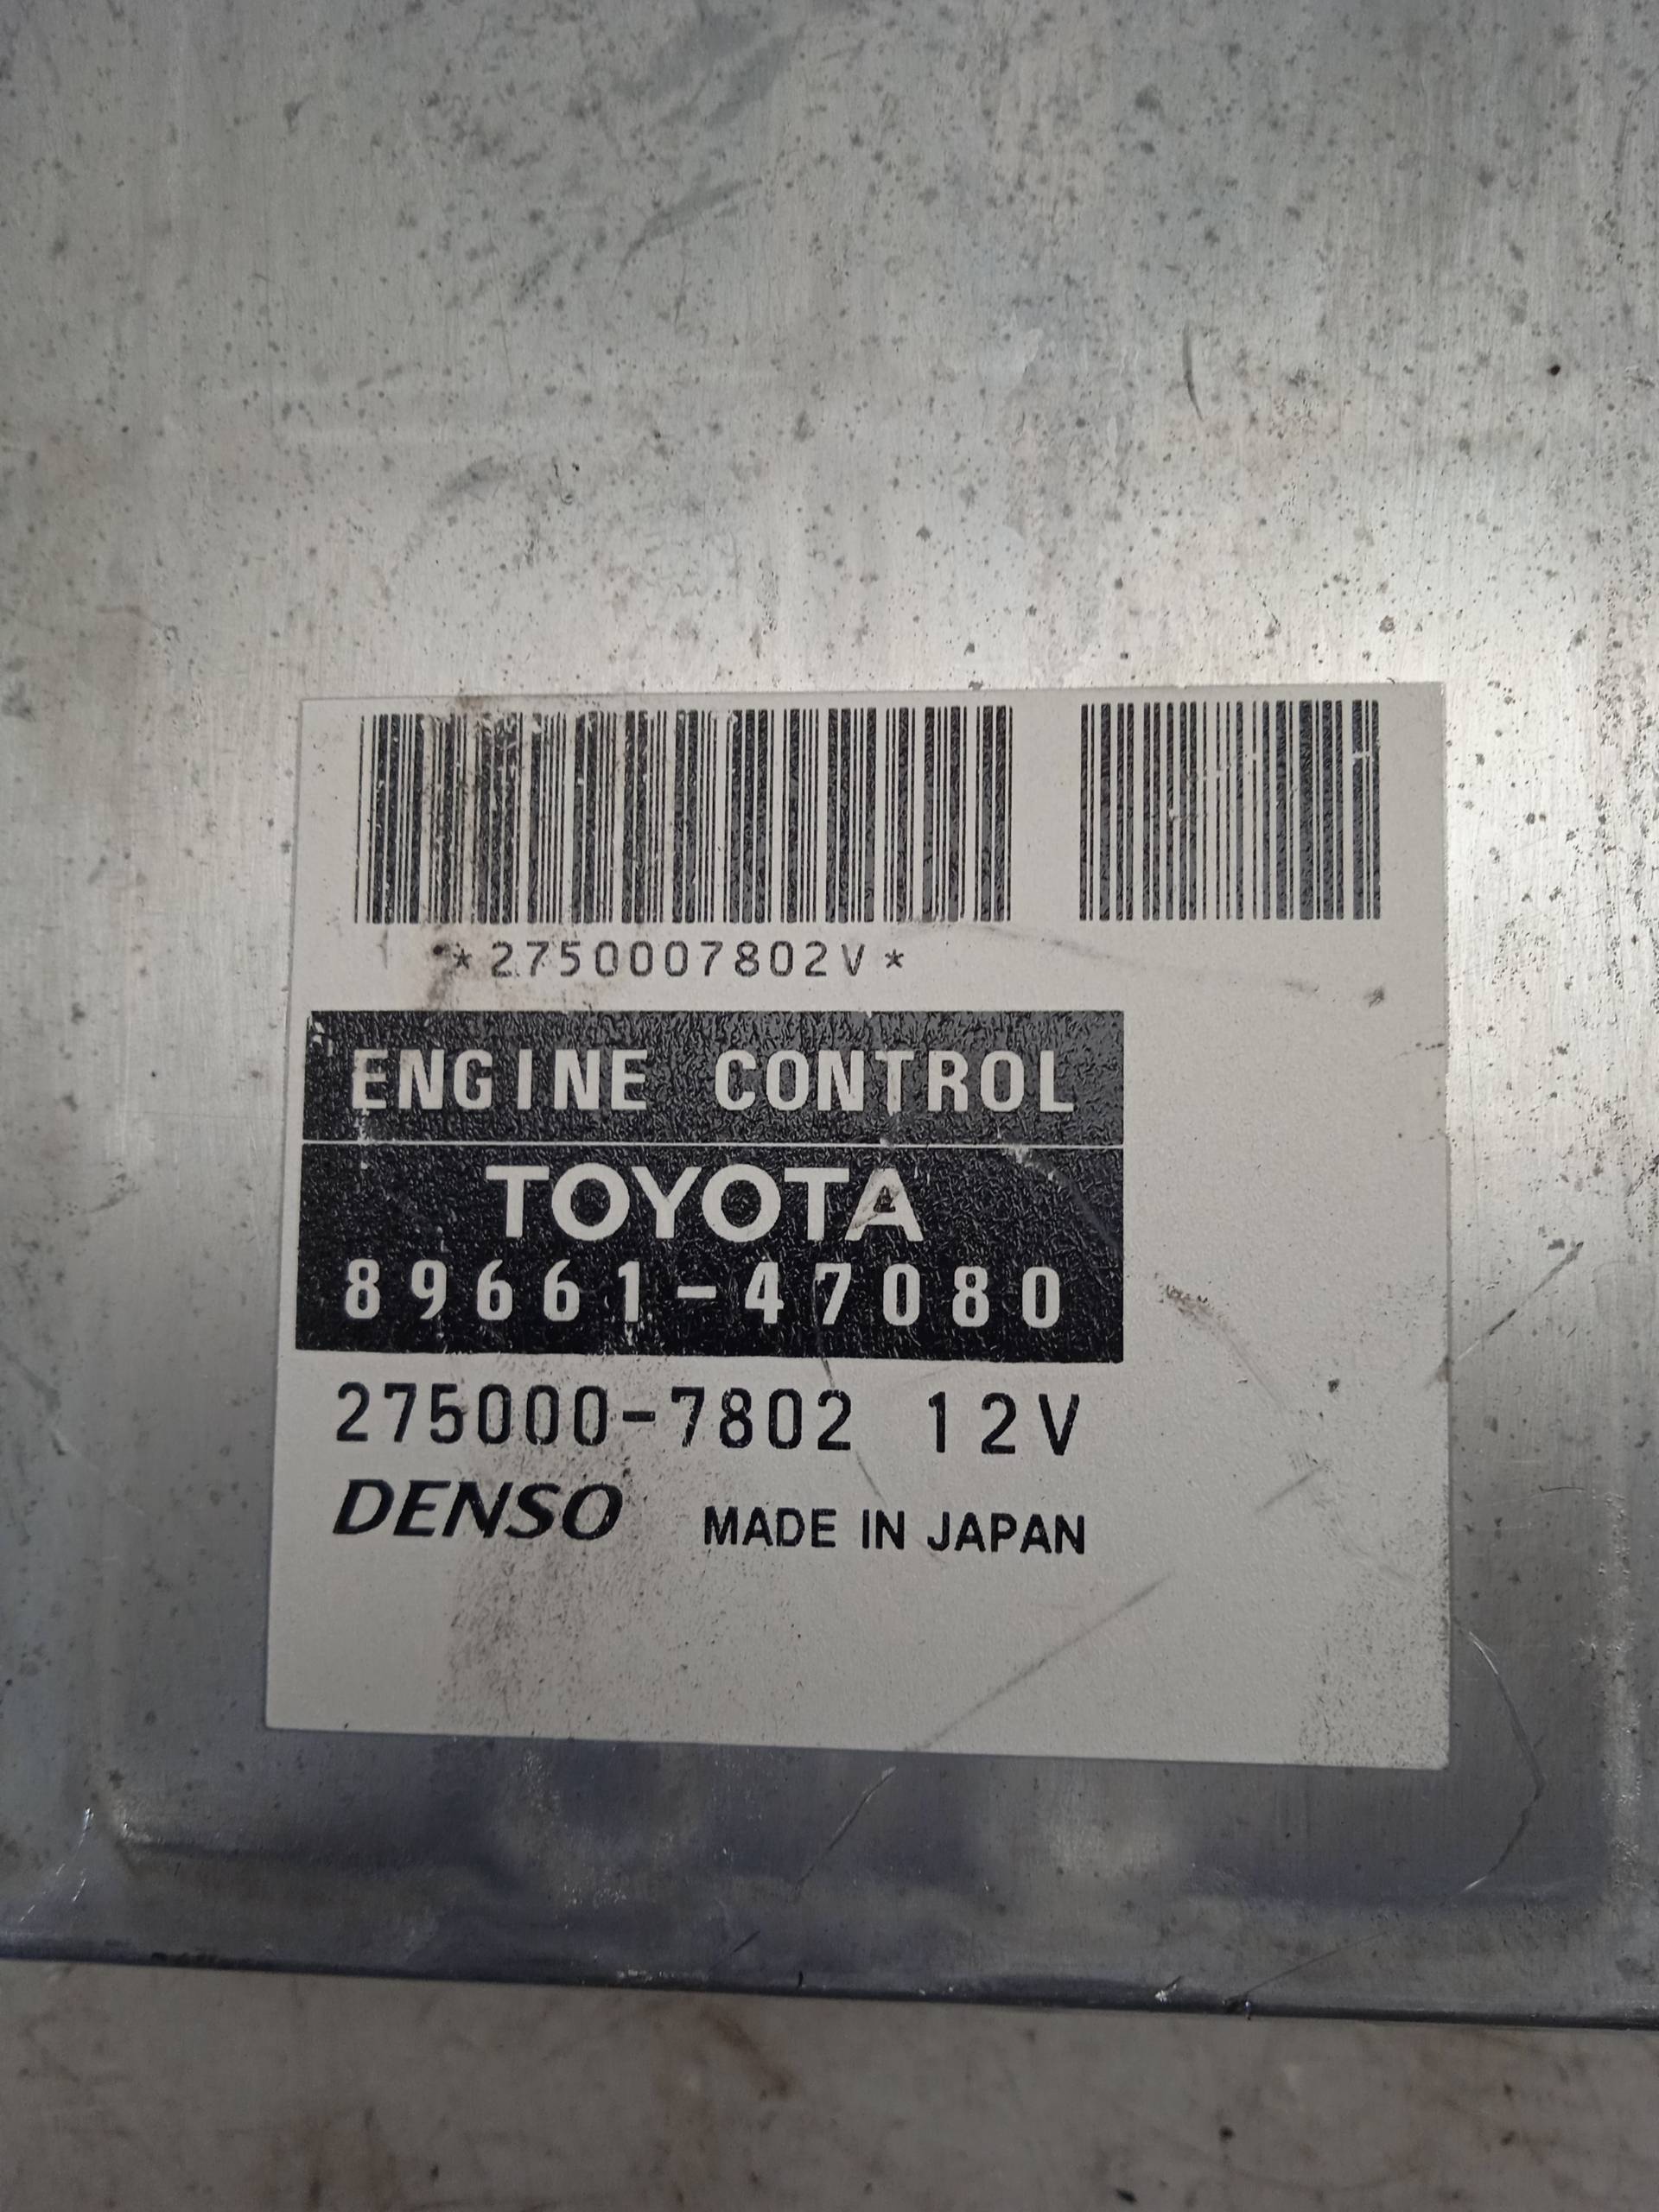 *2750007802V*
ENGINE CONTROL
TOYOTA
89661-47080
275000-7802 12V
DENSO MADE IN JAPAN